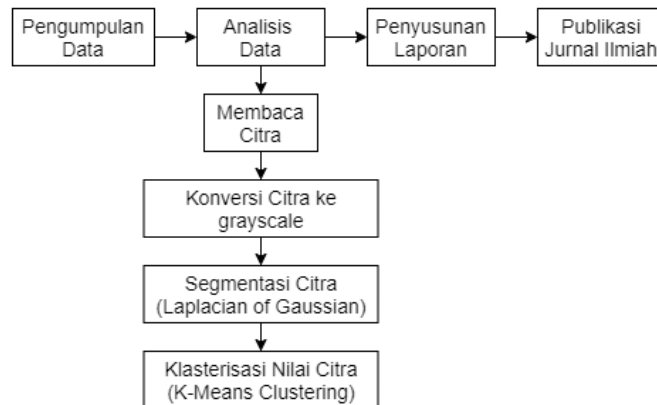 Pengumpulan
Data
Analisis
Data
Penyusunan
Laporan
Publikasi
Jurnal Ilmiah
Membaca
Citra
Konversi Citra ke
grayscale
Segmentasi Citra
(Laplacian of Gaussian)
Klasterisasi Nilai Citra
(K-Means Clustering)